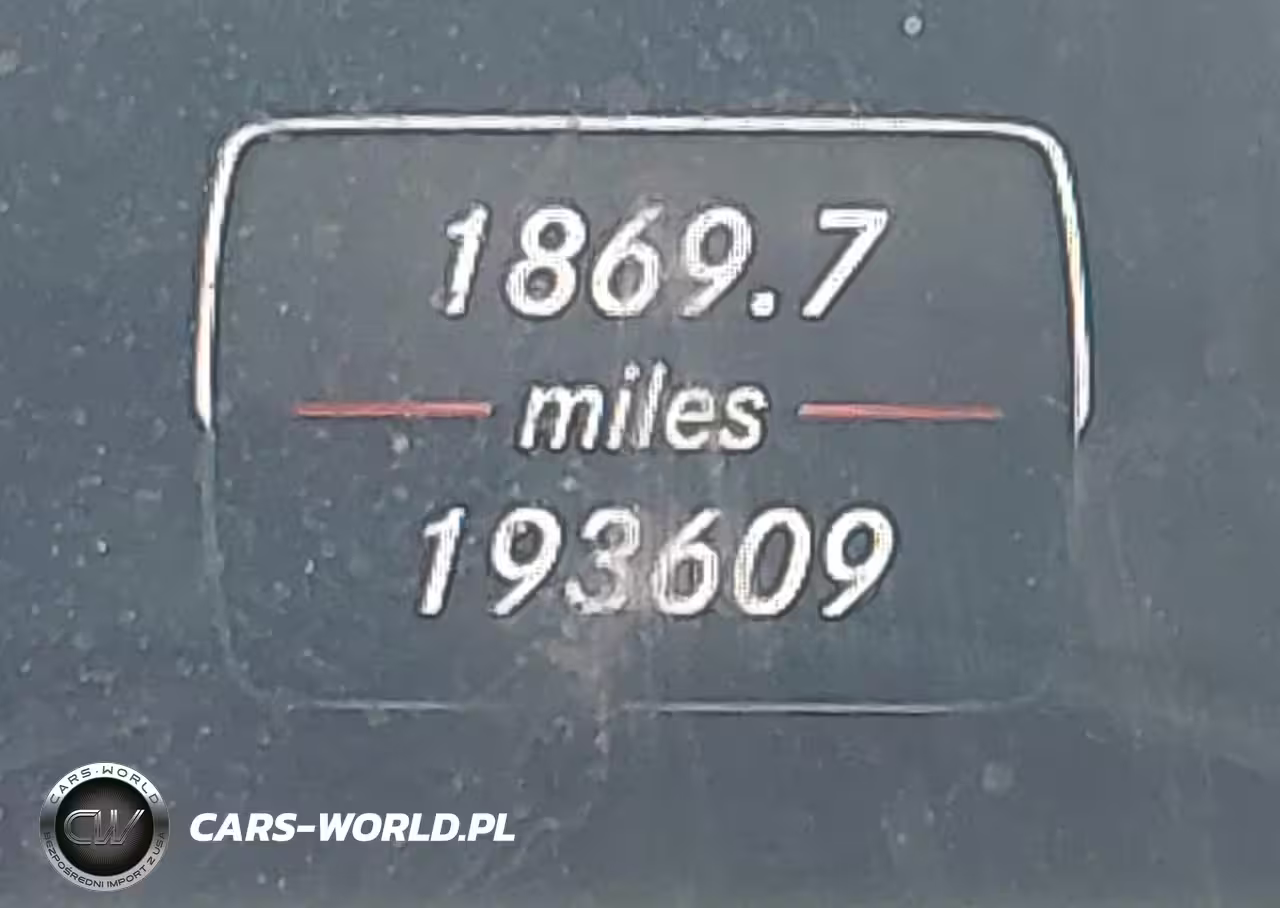 1869.7
miles
193609
CARS·WORLD
CW
BEZPOŚREDNI IMPORT Z USA
CARS-WORLD.PL